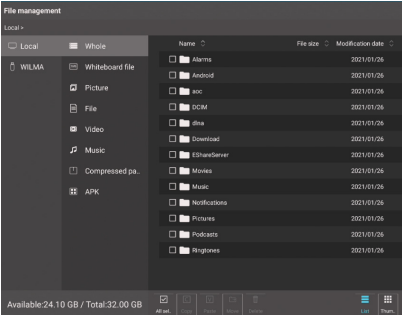 File management
Local >
Local
WILMA
Whole
Whiteboard file
Picture
File
Video
Music
Compressed pa..
APK
Name File size Modification date
Alarms 2021/01/26
Android 2021/01/26
aoc 2021/01/26
DCIM 2021/01/26
dlna 2021/01/26
Download 2021/01/26
EShareServer 2021/01/26
Movies 2021/01/26
Music 2021/01/26
Notifications 2021/01/26
Pictures 2021/01/26
Podcasts 2021/01/26
Ringtones 2021/01/26
Available:24.10 GB / Total:32.00 GB
All sel.. Copy Paste Move Delete List Thum..